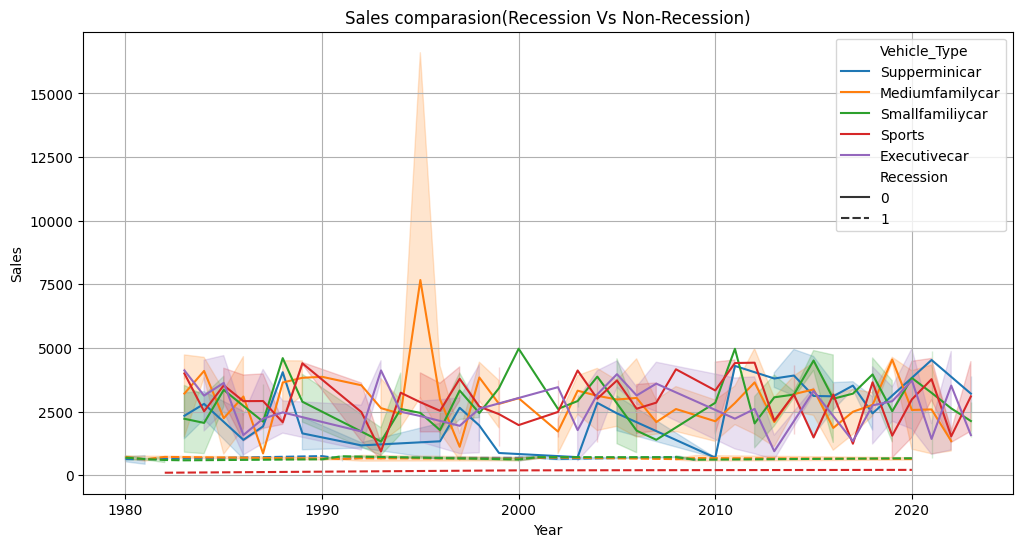 Sales comparasion(Recession Vs Non-Recession)
Vehicle_Type
Supperminicar
Mediumfamilycar
Smallfamiliycar
Sports
Executivecar
Recession
0
1
15000
12500
10000
7500
5000
2500
0
Sales
1980
1990
2000
2010
2020
Year